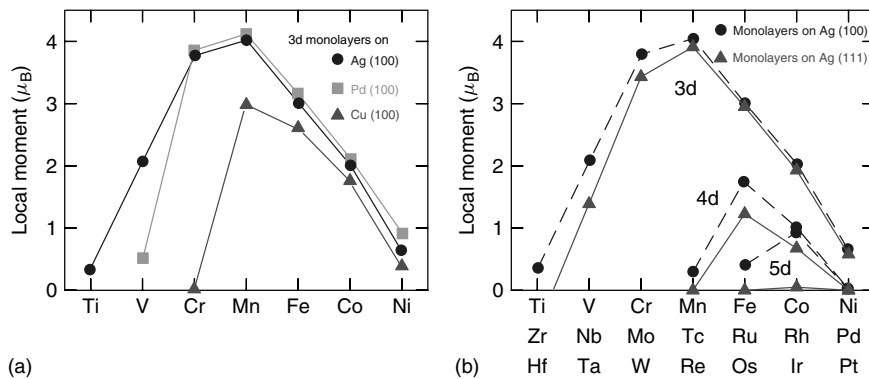 4
3
2
1
0
Local moment (μB)
3d monolayers on
Ag (100)
Pd (100)
Cu (100)
Ti V Cr Mn Fe Co Ni
(a)
4
3
2
1
0
Local moment (μB)
Monolayers on Ag (100)
Monolayers on Ag (111)
3d
4d
5d
Ti V Cr Mn Fe Co Ni
Zr Nb Mo Tc Ru Rh Pd
Hf Ta W Re Os Ir Pt
(b)